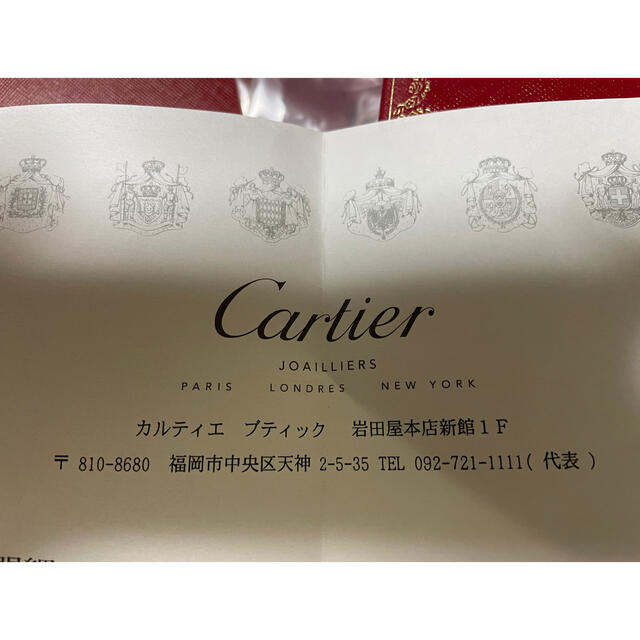 Cartier
JOAILLIERS
PARIS LONDRES NEW YORK
カルティエ ブティック 岩田屋本店新館１Ｆ
〒 810-8680 福岡市中央区天神 2-5-35 TEL 092-721-1111( 代表 )